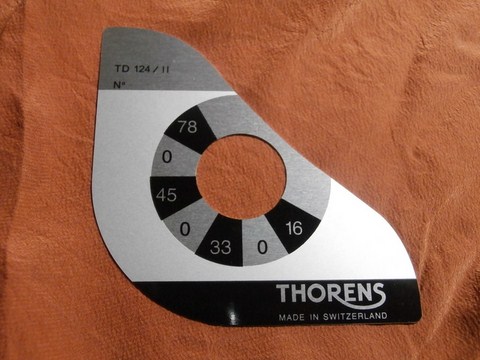 TD 124/II
N°
78
0
45
0
33
0
16
THORENS
MADE IN SWITZERLAND